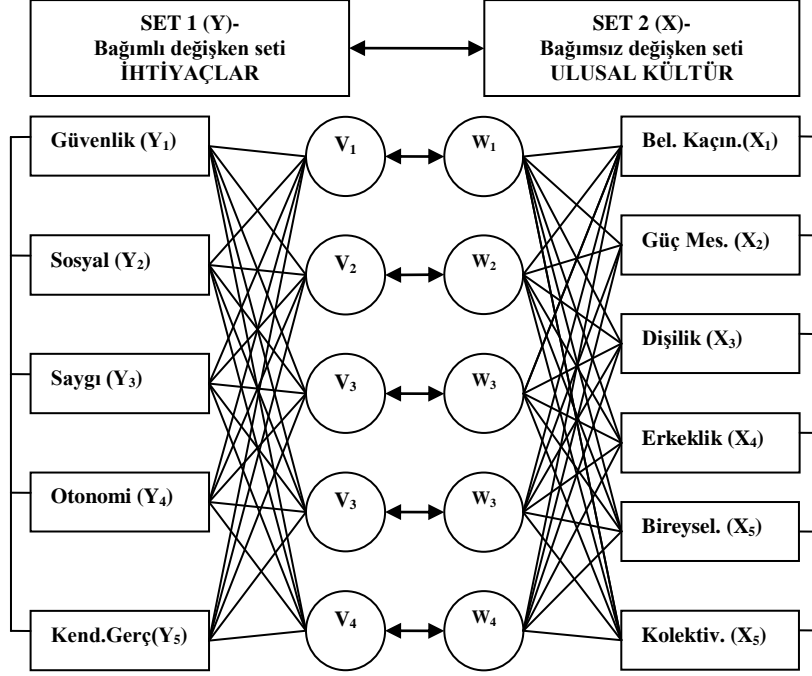 SET 1 (Y)-
Bağımlı değişken seti
İHTİYAÇLAR
SET 2 (X)-
Bağımsız değişken seti
ULUSAL KÜLTÜR
Güvenlik (Y₁)
V₁
W₁
Bel. Kaçın.(X₁)
Sosyal (Y₂)
V₂
W₂
Güç Mes. (X₂)
Saygı (Y₃)
V₃
W₃
Dişilik (X₃)
Erkeklik (X₄)
Otonomi (Y₄)
V₃
W₃
Bireysel. (X₅)
Kend.Gerç(Y₅)
V₄
W₄
Kolektiv. (X₅)